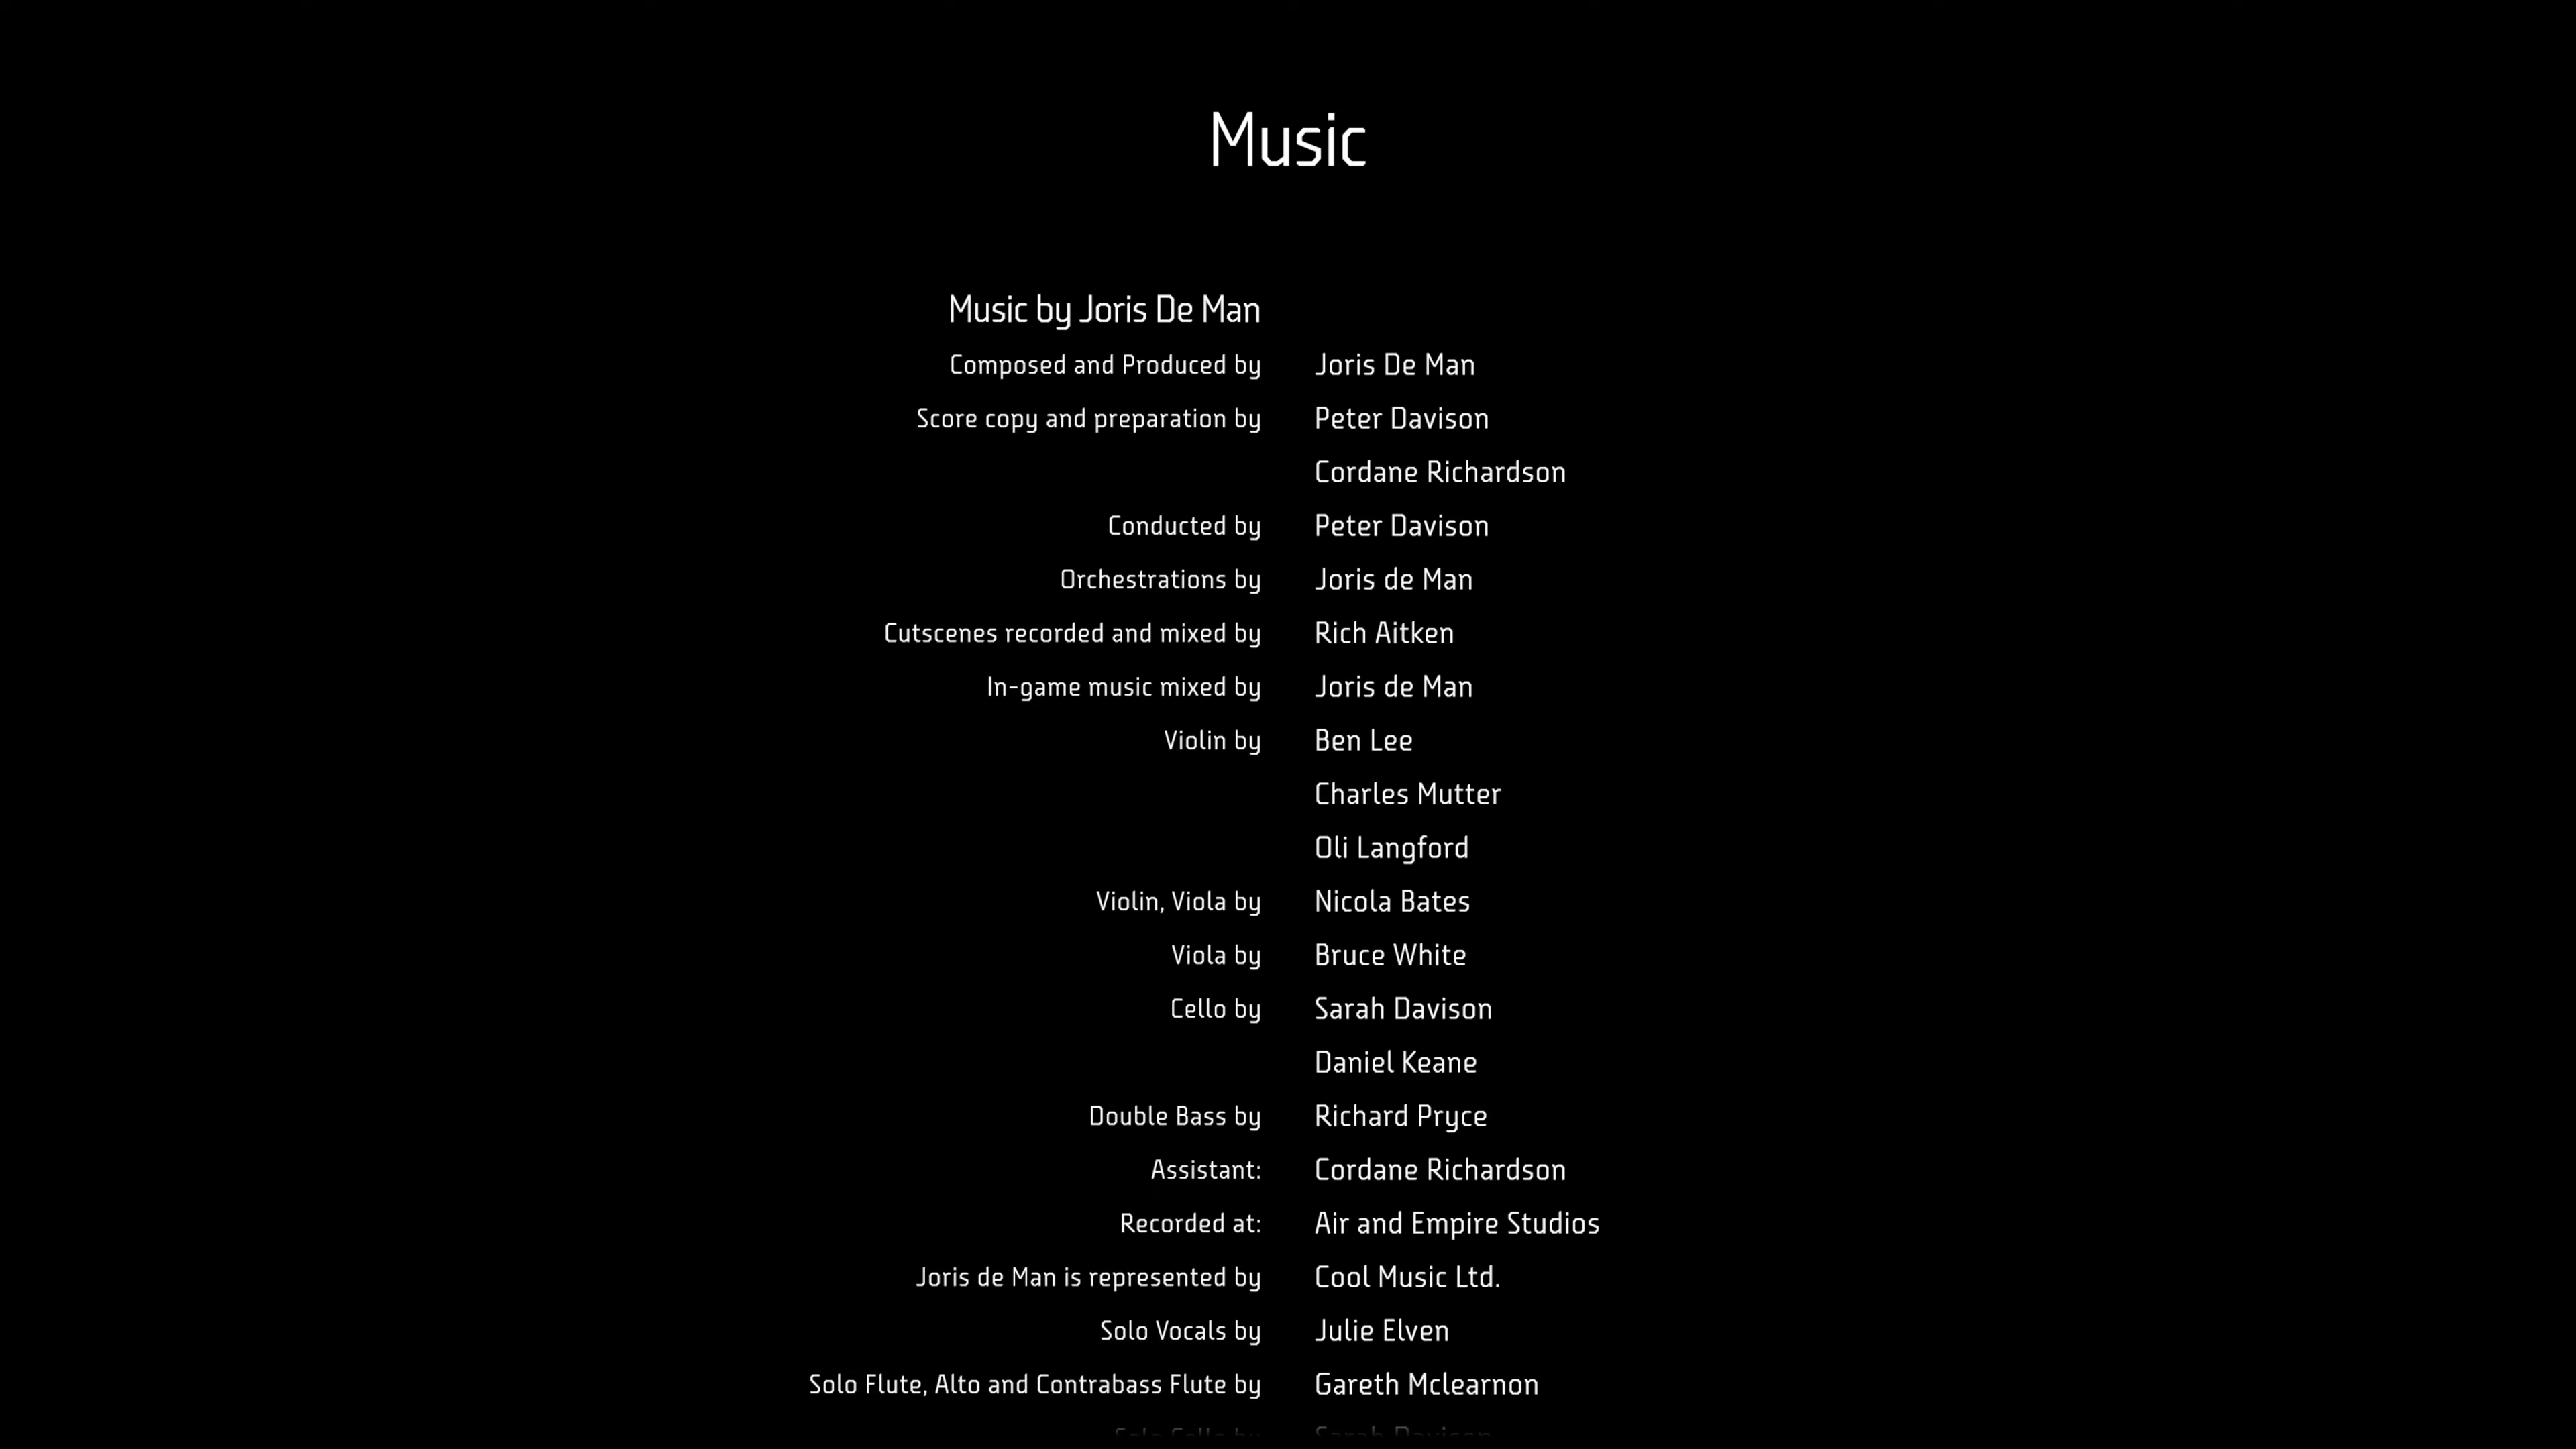 Music
Music by Joris De Man
Composed and Produced by Joris De Man
Score copy and preparation by Peter Davison
Cordane Richardson
Conducted by Peter Davison
Orchestrations by Joris de Man
Cutscenes recorded and mixed by Rich Aitken
In-game music mixed by Joris de Man
Violin by Ben Lee
Charles Mutter
Oli Langford
Violin, Viola by Nicola Bates
Viola by Bruce White
Cello by Sarah Davison
Daniel Keane
Double Bass by Richard Pryce
Assistant: Cordane Richardson
Recorded at: Air and Empire Studios
Joris de Man is represented by Cool Music Ltd.
Solo Vocals by Julie Elven
Solo Flute, Alto and Contrabass Flute by Gareth Mclearnon
Solo Cello by Sarah Davison